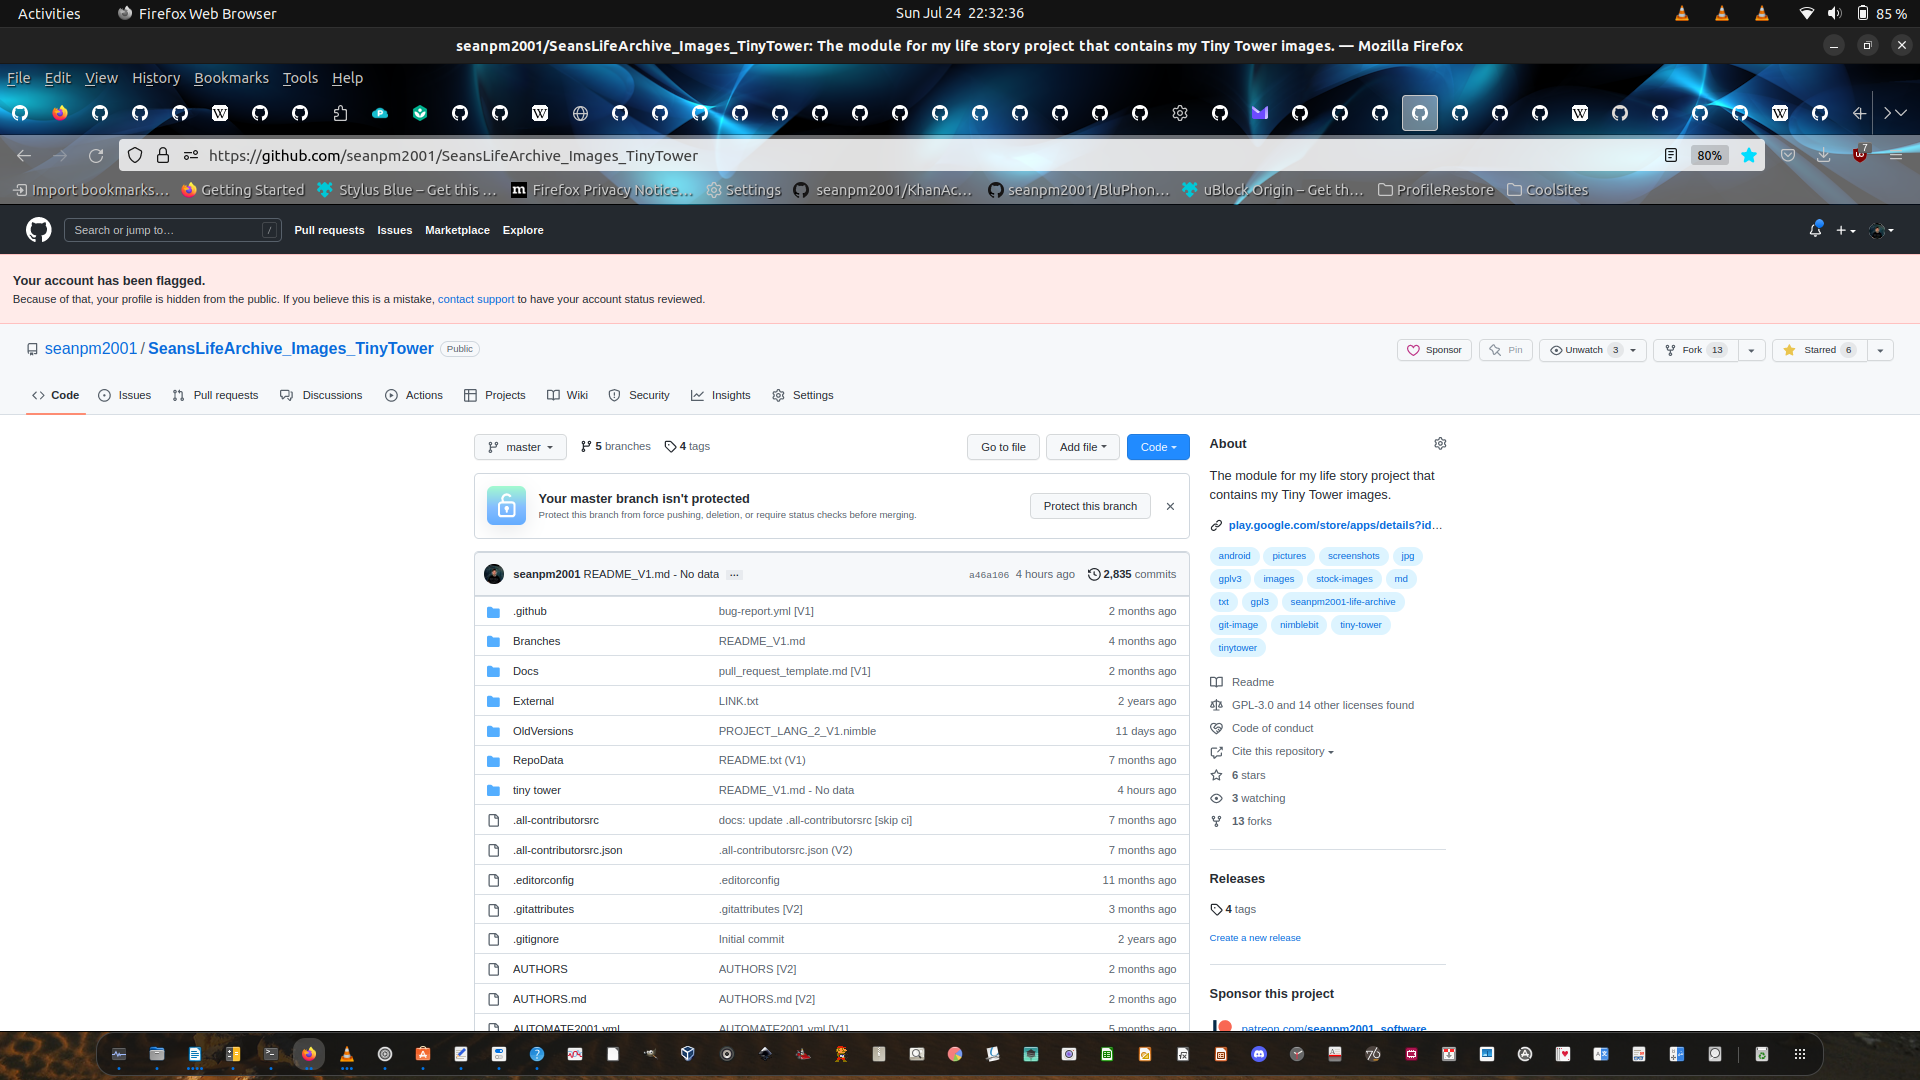 Activities Firefox Web Browser Sun Jul 24 22:32:36 85 %
seanpm2001/SeansLifeArchive_Images_TinyTower: The module for my life story project that contains my Tiny Tower images. — Mozilla Firefox
File Edit View History Bookmarks Tools Help
https://github.com/seanpm2001/SeansLifeArchive_Images_TinyTower 80% 7
Import bookmarks… Getting Started Stylus Blue – Get this … Firefox Privacy Notice… Settings seanpm2001/KhanAc… seanpm2001/BluPhon… uBlock Origin – Get th… ProfileRestore CoolSites
Search or jump to… / Pull requests Issues Marketplace Explore
Your account has been flagged.
Because of that, your profile is hidden from the public. If you believe this is a mistake, contact support to have your account status reviewed.
seanpm2001 / SeansLifeArchive_Images_TinyTower Public Sponsor Pin Unwatch 3 Fork 13 Starred 6
Code Issues Pull requests Discussions Actions Projects Wiki Security Insights Settings
master 5 branches 4 tags Go to file Add file Code
Your master branch isn't protected
Protect this branch from force pushing, deletion, or require status checks before merging.
Protect this branch
seanpm2001 README_V1.md - No data … a46a106 4 hours ago 2,835 commits
.github bug-report.yml [V1] 2 months ago
Branches README_V1.md 4 months ago
Docs pull_request_template.md [V1] 2 months ago
External LINK.txt 2 years ago
OldVersions PROJECT_LANG_2_V1.nimble 11 days ago
RepoData README.txt (V1) 7 months ago
tiny tower README_V1.md - No data 4 hours ago
.all-contributorsrc docs: update .all-contributorsrc [skip ci] 7 months ago
.all-contributorsrc.json .all-contributorsrc.json (V2) 7 months ago
.editorconfig .editorconfig 11 months ago
.gitattributes .gitattributes [V2] 3 months ago
.gitignore Initial commit 2 years ago
AUTHORS AUTHORS [V2] 2 months ago
AUTHORS.md AUTHORS.md [V2] 2 months ago
AUTOMATE2001.yml AUTOMATE2001.yml [V1] 5 months ago
About
The module for my life story project that
contains my Tiny Tower images.
play.google.com/store/apps/details?id…
android pictures screenshots jpg
gplv3 images stock-images md
txt gpl3 seanpm2001-life-archive
git-image nimblebit tiny-tower
tinytower
Readme
GPL-3.0 and 14 other licenses found
Code of conduct
Cite this repository
6 stars
3 watching
13 forks
Releases
4 tags
Create a new release
Sponsor this project
patreon.com/seanpm2001_software